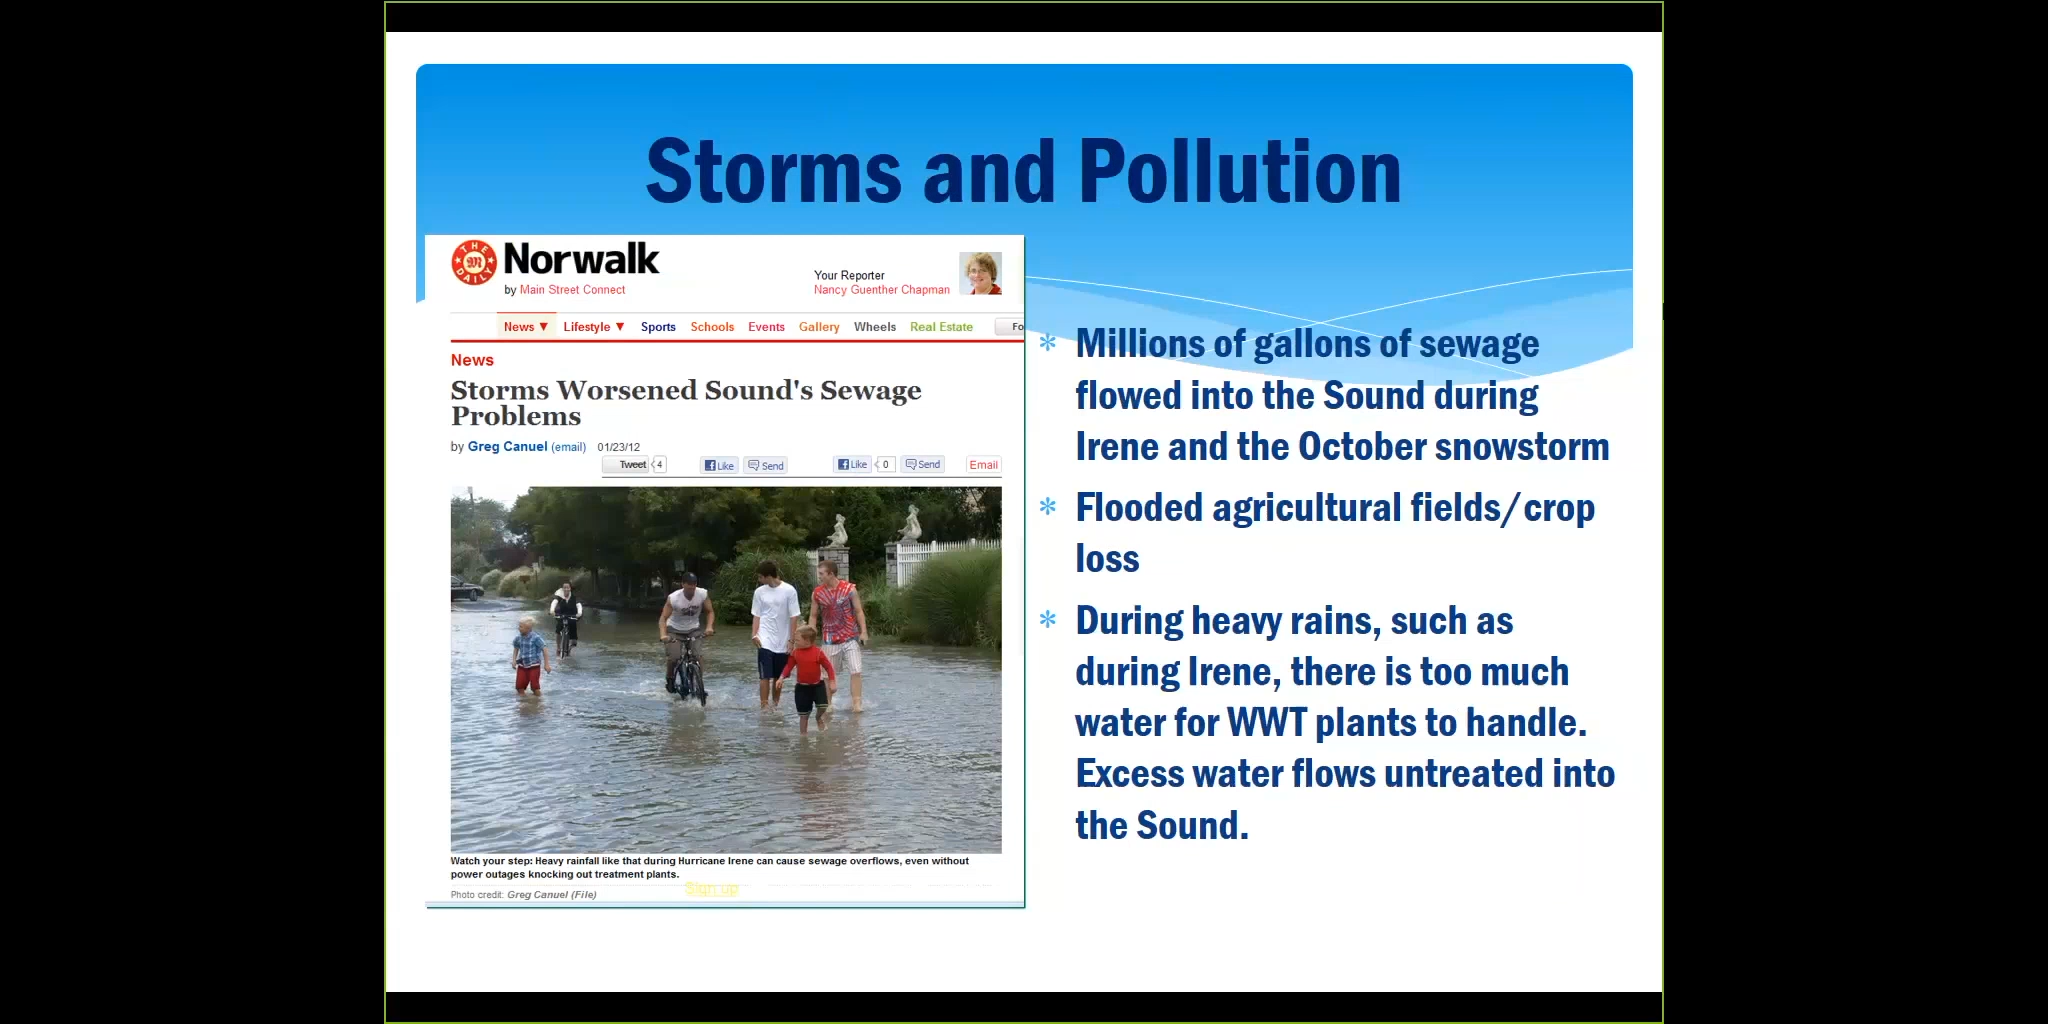 Storms and Pollution
THE DAILY
Norwalk
by Main Street Connect
Your Reporter
Nancy Guenther Chapman
News ▼ Lifestyle ▼ Sports Schools Events Gallery Wheels Real Estate Fo
News
Storms Worsened Sound's Sewage
Problems
by Greg Canuel (email) 01/23/12
Tweet 4 Like Send Like 0 Send Email
Watch your step: Heavy rainfall like that during Hurricane Irene can cause sewage overflows, even without
power outages knocking out treatment plants.
Sign up
Photo credit: Greg Canuel (File)
* Millions of gallons of sewage
flowed into the Sound during
Irene and the October snowstorm
* Flooded agricultural fields/crop
loss
* During heavy rains, such as
during Irene, there is too much
water for WWT plants to handle.
Excess water flows untreated into
the Sound.